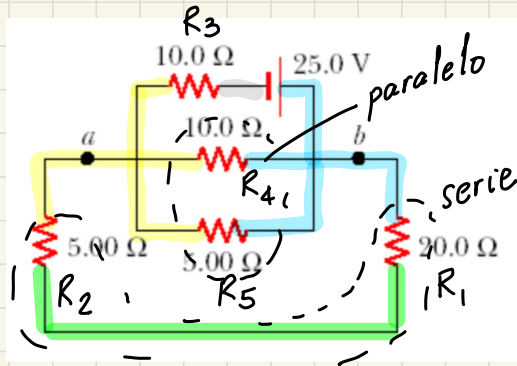 R3
10.0 Ω
25.0 V
paralelo
a
10.0 Ω
b
R4
serie
5.00 Ω
5.00 Ω
20.0 Ω
R2
R5
R1